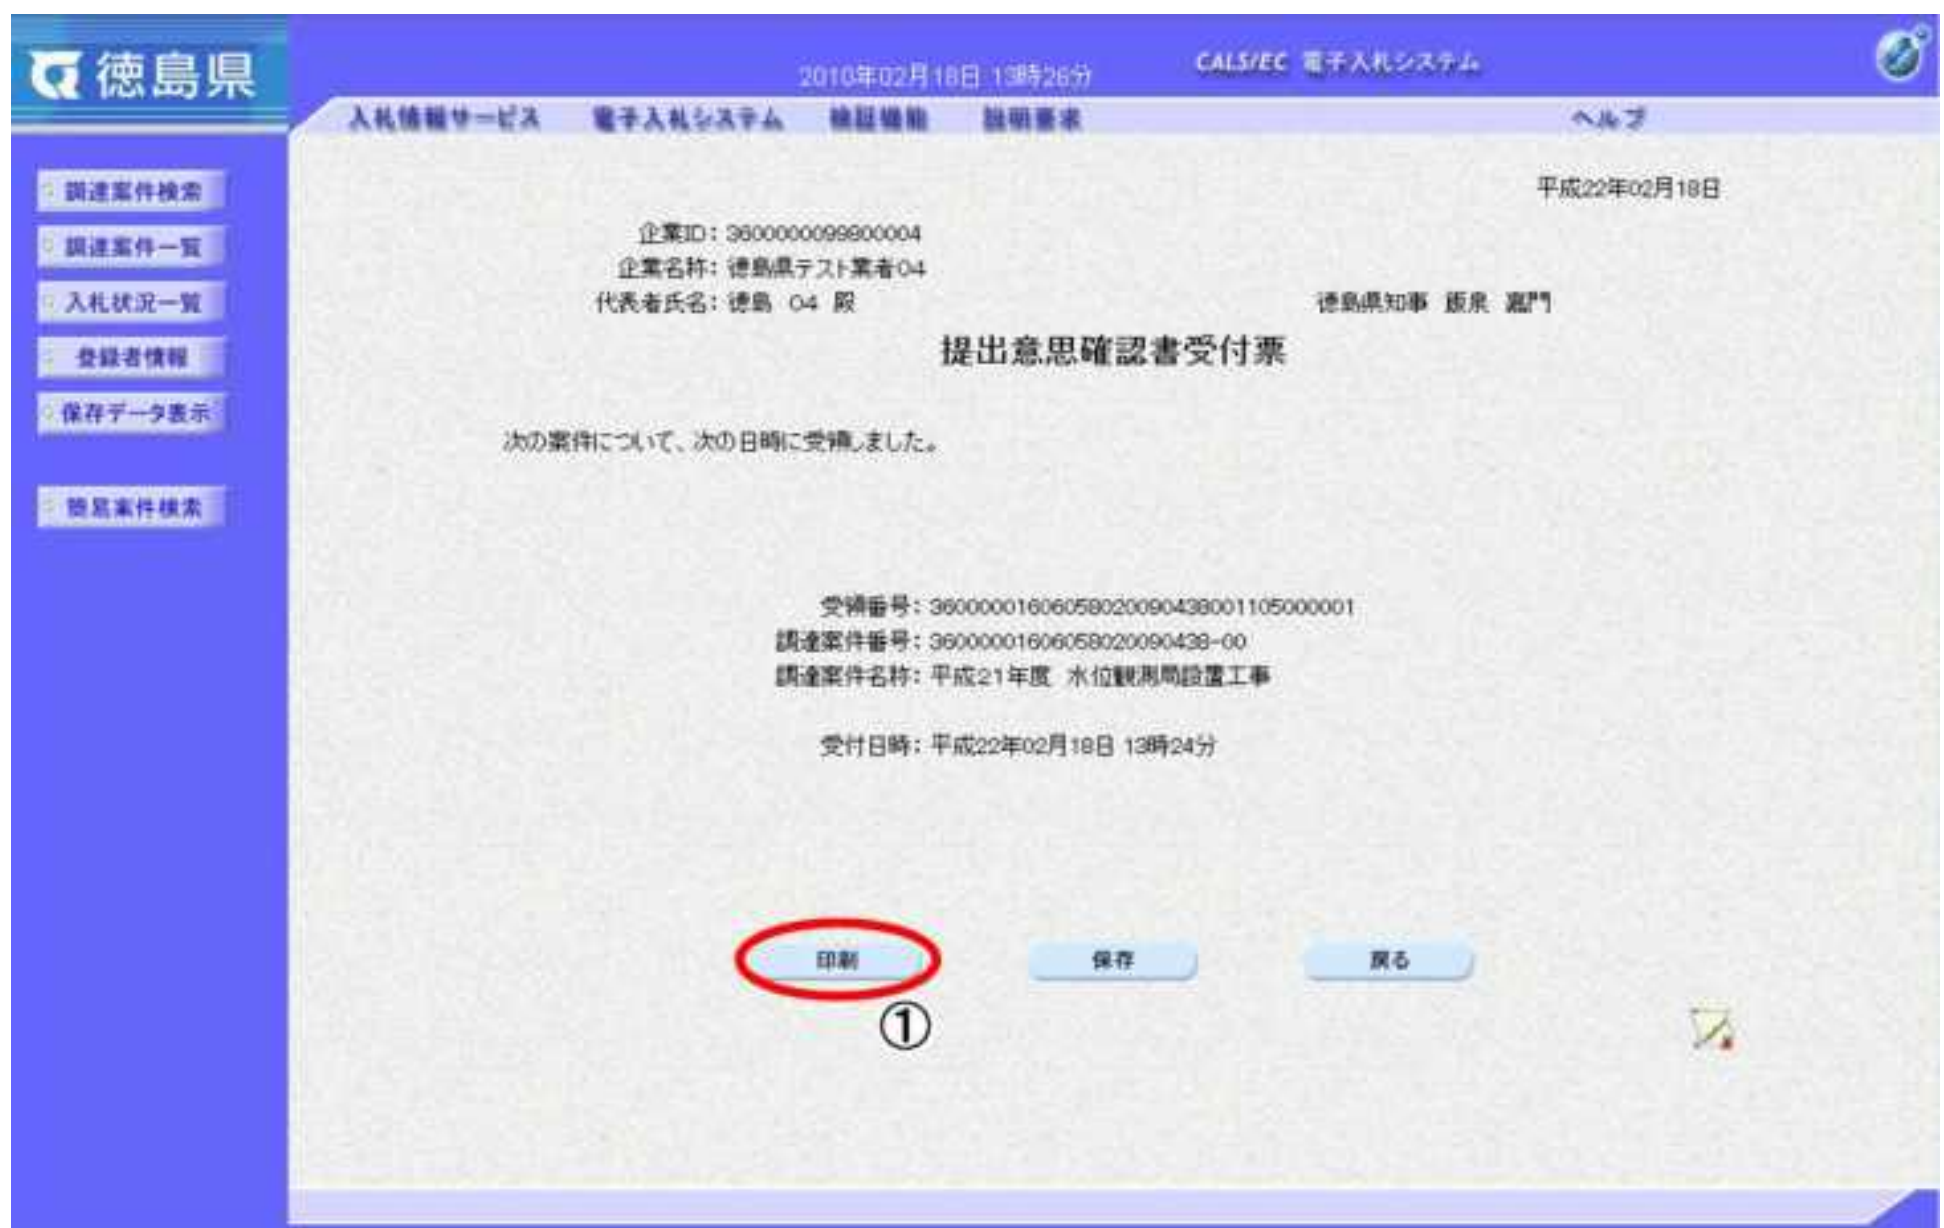 徳島県
2010年02月18日 13時26分
CALS/EC 電子入札システム
入札情報サービス 電子入札システム 検証機能 説明要求 ヘルプ
調達案件検索
調達案件一覧
入札状況一覧
登録者情報
保存データ表示
簡易案件検索
平成22年02月18日
企業ID：3600000099900004
企業名称：徳島県テスト業者04
代表者氏名：徳島 04 殿
徳島県知事 飯泉 嘉門
提出意思確認書受付票
次の案件について、次の日時に受領しました。
受領番号：36000001606058020090438001105000001
調達案件番号：36000001606058020090438-00
調達案件名称：平成21年度 水位観測局設置工事
受付日時：平成22年02月18日 13時24分
印刷 保存 戻る
①